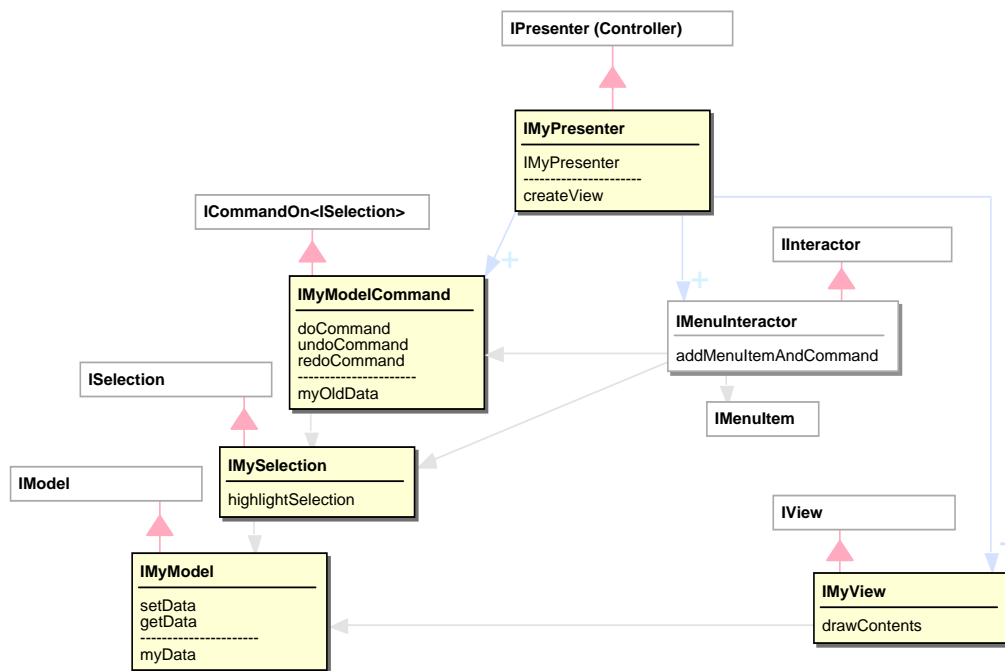 IPresenter (Controller)
IMyPresenter
IMyPresenter
----------------------
createView
ICommandOn<ISelection>
IInteractor
+
+
IMyModelCommand
doCommand
undoCommand
redoCommand
----------------------
myOldData
IMenuInteractor
addMenuItemAndCommand
ISelection
IMenuItem
IMySelection
highlightSelection
IModel
IView
IMyModel
setData
getData
----------------------
myData
IMyView
drawContents